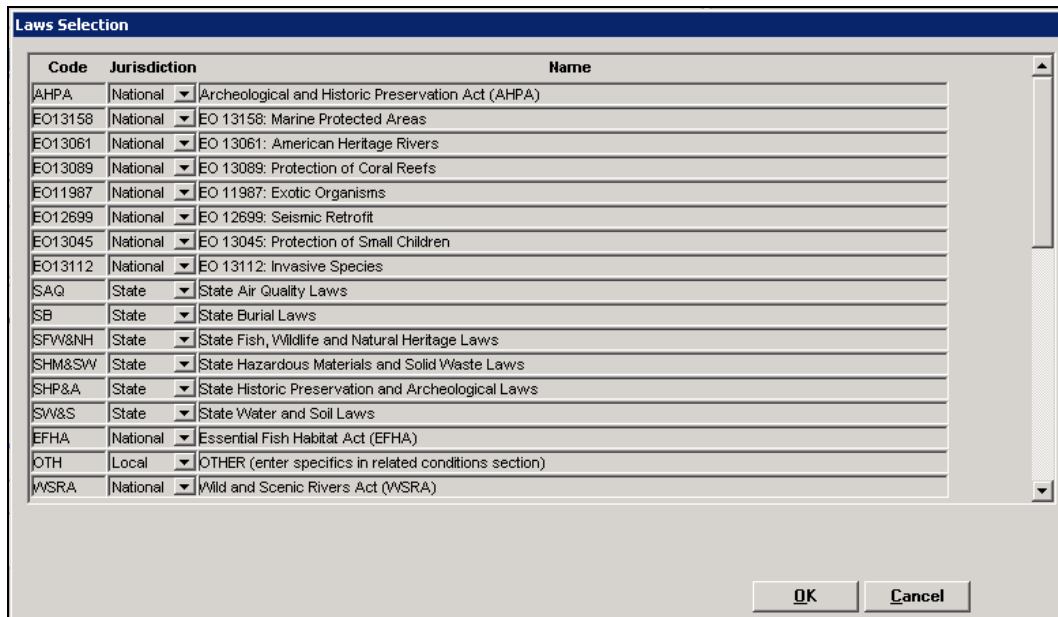 Laws Selection
Code Jurisdiction Name
AHPA National Archeological and Historic Preservation Act (AHPA)
EO13158 National EO 13158: Marine Protected Areas
EO13061 National EO 13061: American Heritage Rivers
EO13089 National EO 13089: Protection of Coral Reefs
EO11987 National EO 11987: Exotic Organisms
EO12699 National EO 12699: Seismic Retrofit
EO13045 National EO 13045: Protection of Small Children
EO13112 National EO 13112: Invasive Species
SAQ State State Air Quality Laws
SB State State Burial Laws
SFW&NH State State Fish, Wildlife and Natural Heritage Laws
SHM&SW State State Hazardous Materials and Solid Waste Laws
SHP&A State State Historic Preservation and Archeological Laws
SW&S State State Water and Soil Laws
EFHA National Essential Fish Habitat Act (EFHA)
OTH Local OTHER (enter specifics in related conditions section)
WSRA National Wild and Scenic Rivers Act (WSRA)
OK Cancel